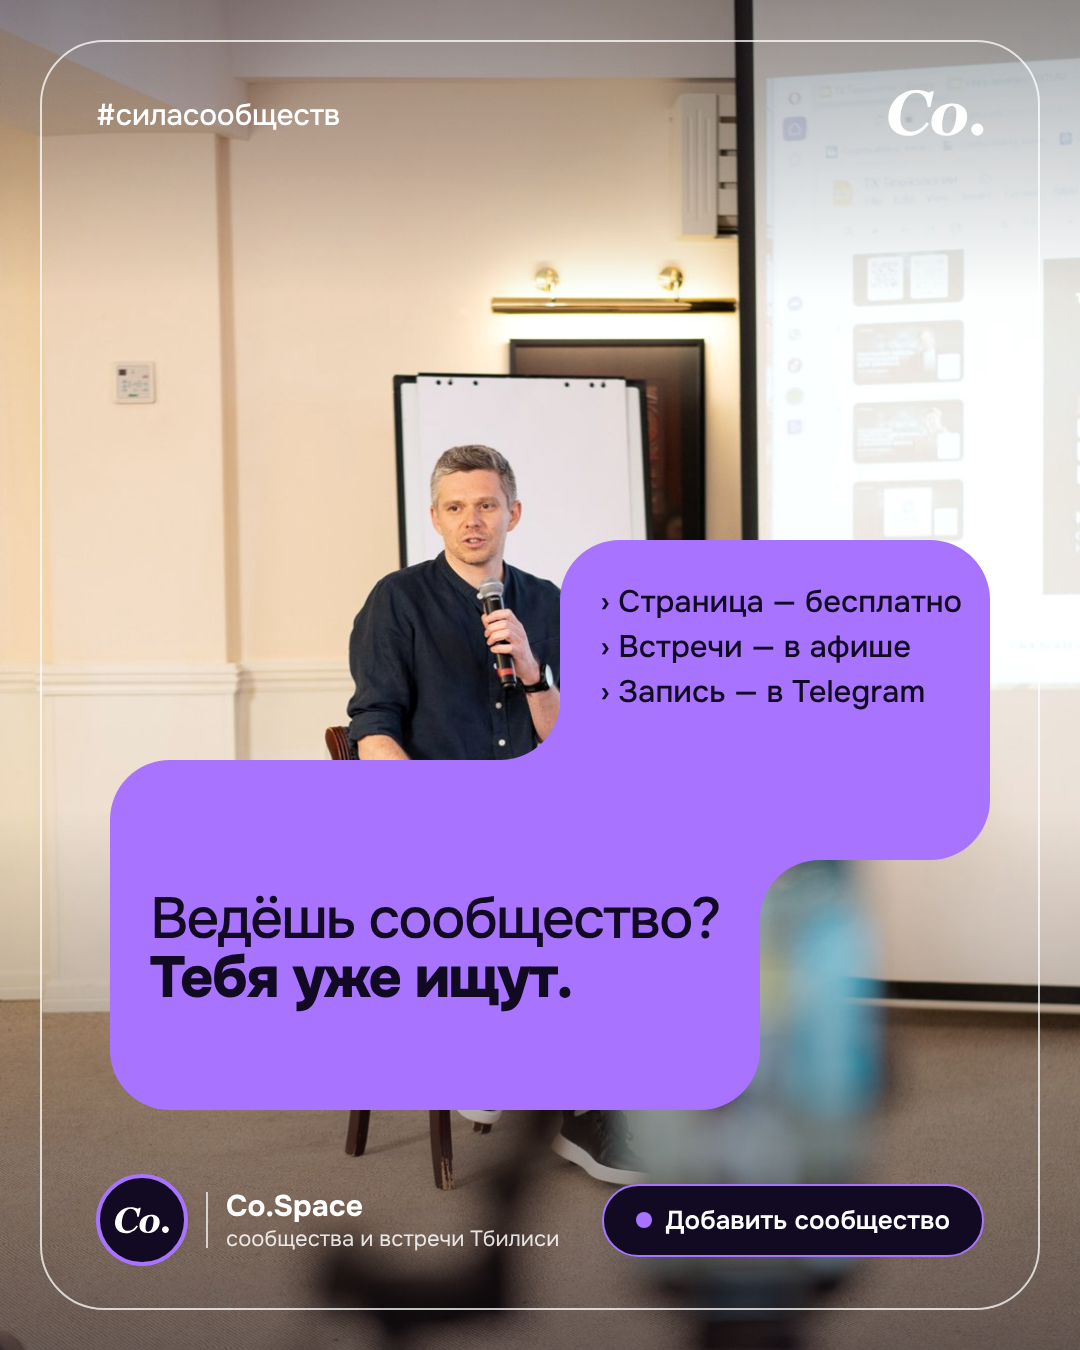 #силасообществ
Co.
› Страница — бесплатно
› Встречи — в афише
› Запись — в Telegram
Ведёшь сообщество?
Тебя уже ищут.
Co.
Co.Space
сообщества и встречи Тбилиси
Добавить сообщество